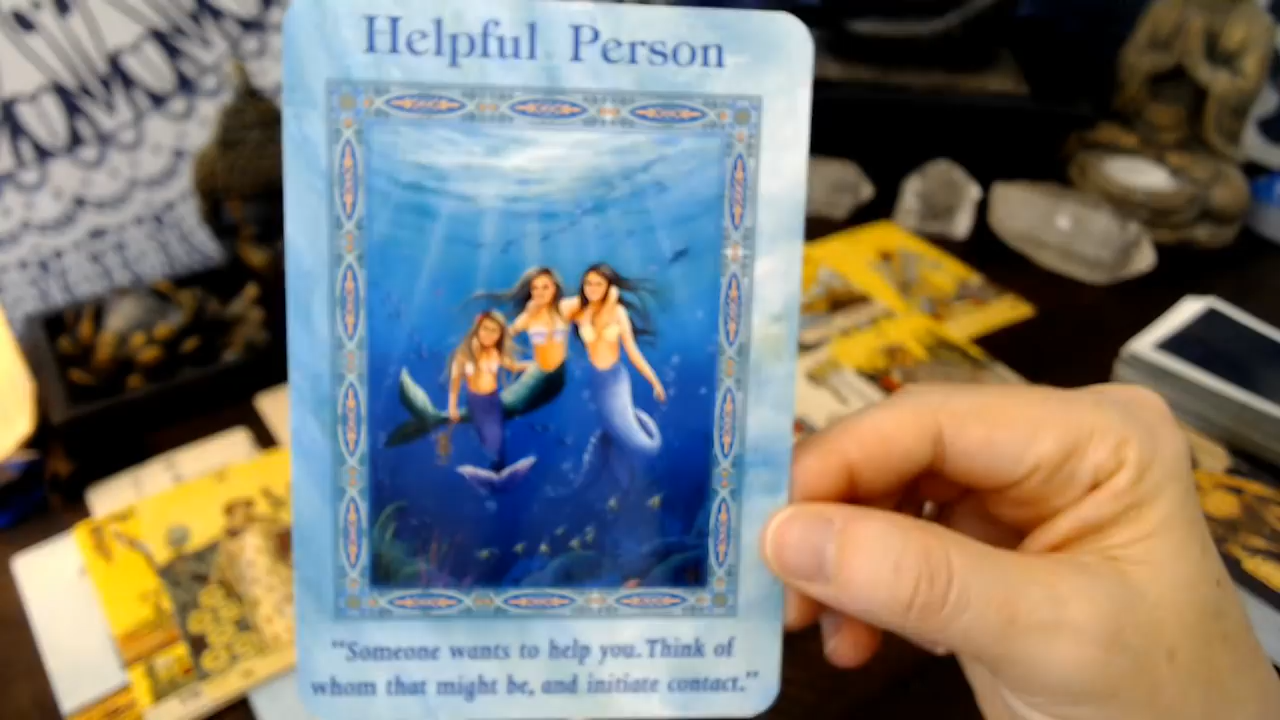 Helpful Person
"Someone wants to help you. Think of
whom that might be, and initiate contact."